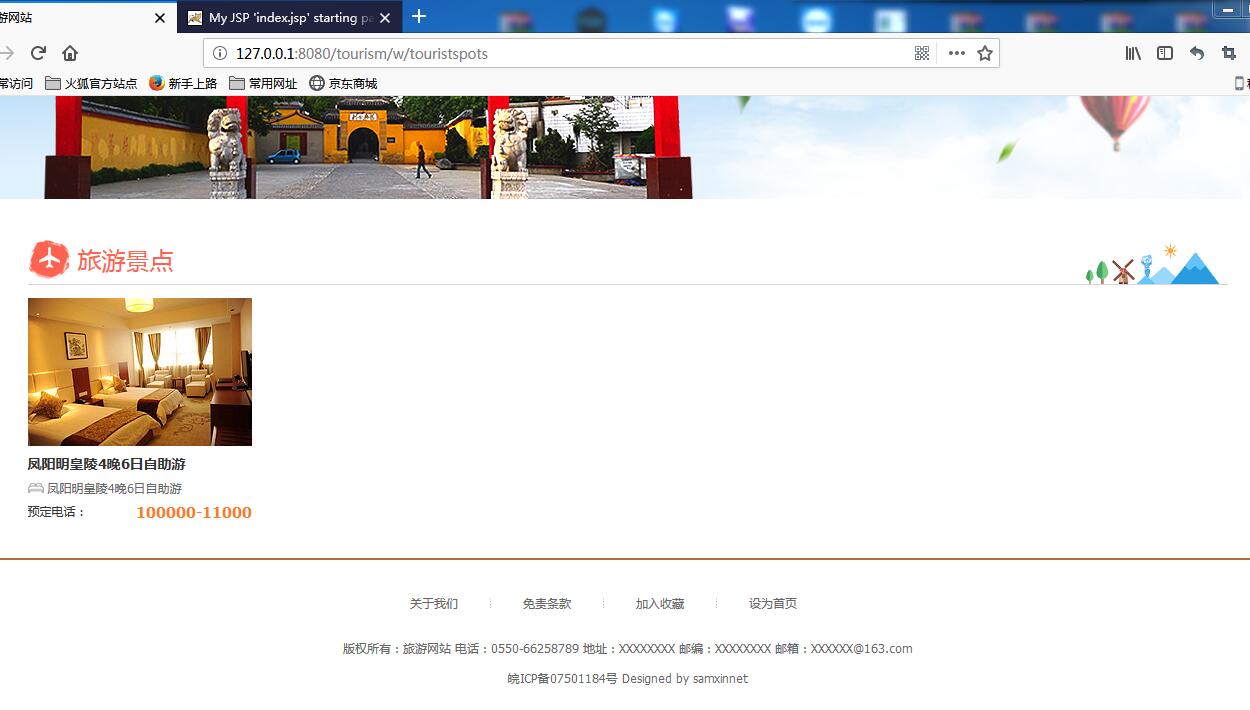 游网站
My JSP 'index.jsp' starting pa
127.0.0.1:8080/tourism/w/touristspots
常访问 火狐官方站点 新手上路 常用网址 京东商城
旅游景点
凤阳明皇陵4晚6日自助游
凤阳明皇陵4晚6日自助游
预定电话： 100000-11000
关于我们 免责条款 加入收藏 设为首页
版权所有：旅游网站 电话：0550-66258789 地址：XXXXXXXX 邮编：XXXXXXXX 邮箱：XXXXXX@163.com
皖ICP备07501184号 Designed by samxinnet